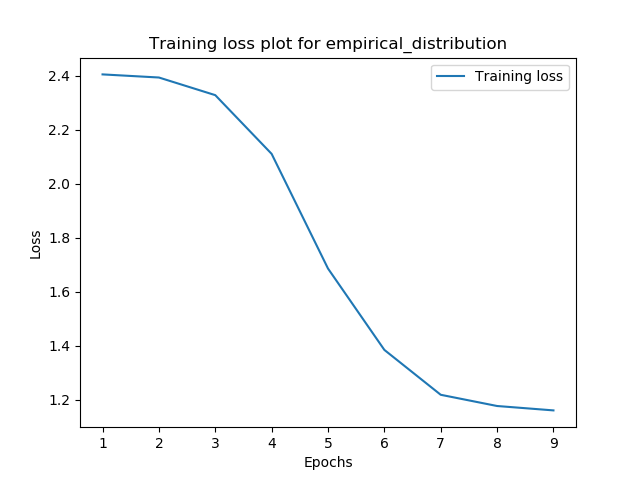 Training loss plot for empirical_distribution
Training loss
2.4
2.2
2.0
1.8
1.6
1.4
1.2
Loss
1 2 3 4 5 6 7 8 9
Epochs